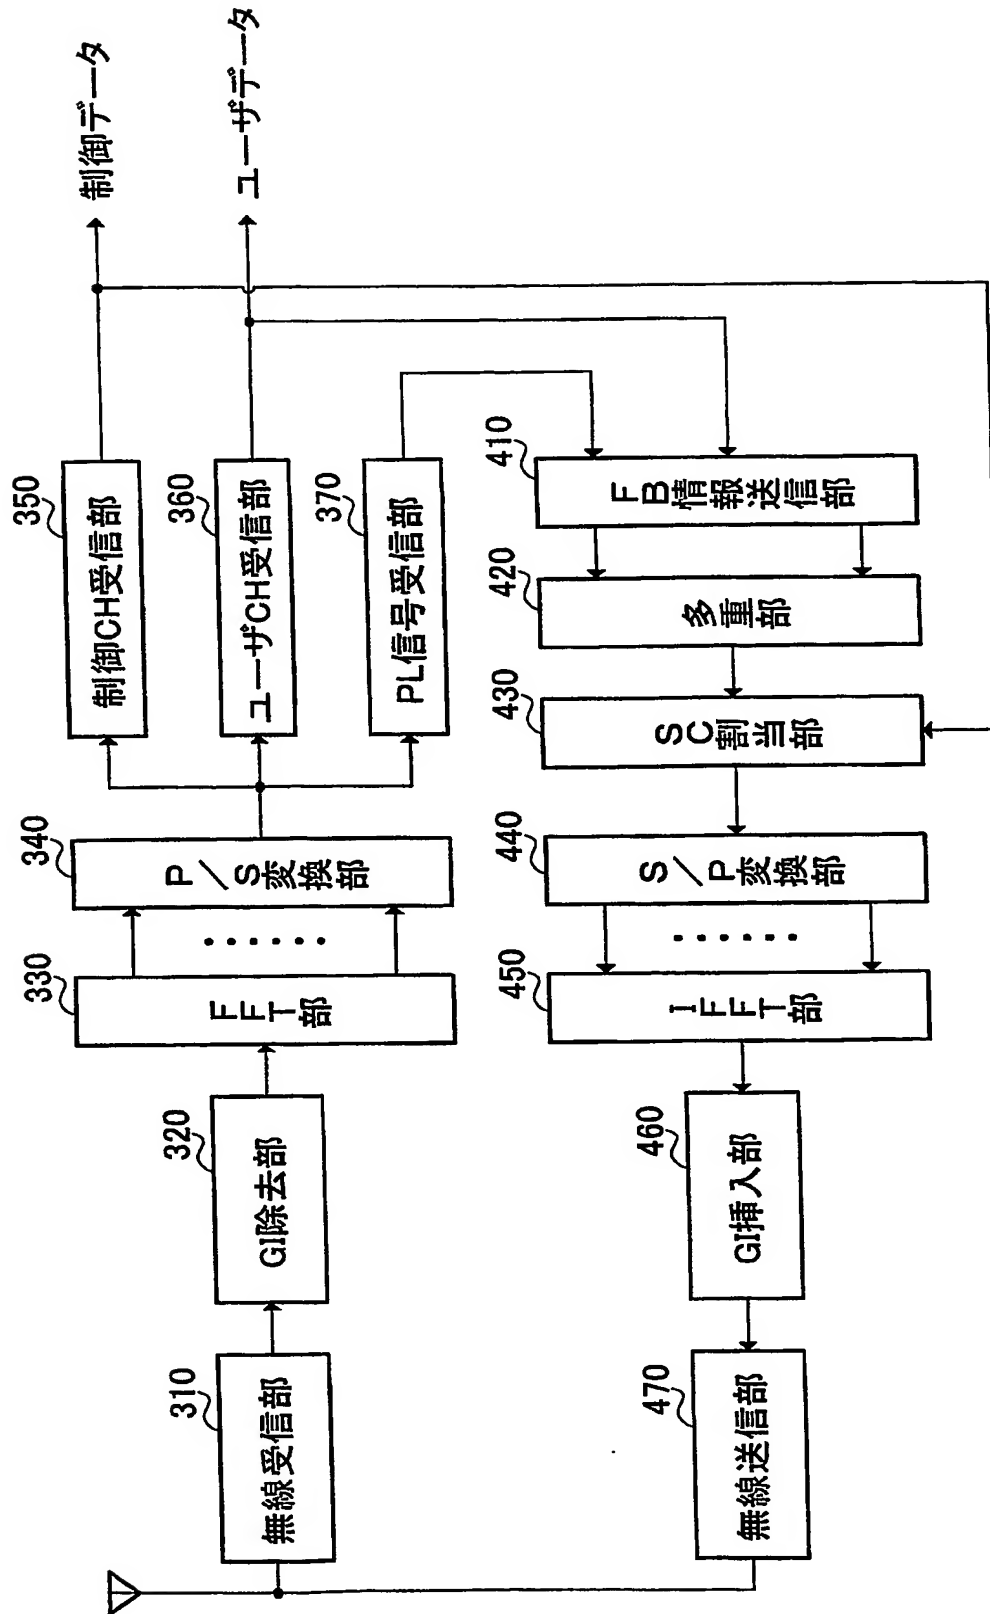 310
無線受信部
320
GI除去部
330
FFT部
340
P/S変換部
350
制御CH受信部
制御データ
360
ユーザCH受信部
ユーザデータ
370
PL信号受信部
410
FB情報送信部
420
多重部
430
SC割当部
440
S/P変換部
450
IFFT部
460
GI挿入部
470
無線送信部